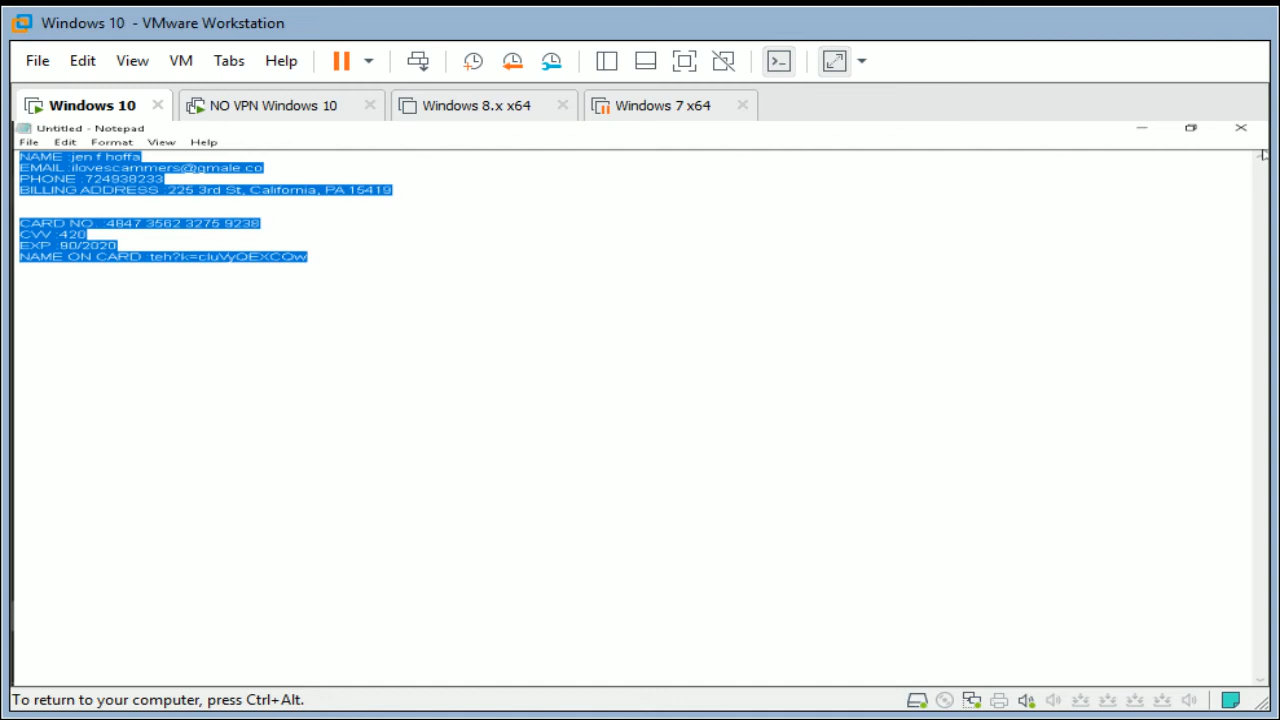 Windows 10 - VMware Workstation
File Edit View VM Tabs Help
Windows 10 NO VPN Windows 10 Windows 8.x x64 Windows 7 x64
Untitled - Notepad
File Edit Format View Help
NAME :jen f hoffa
EMAIL :ilovescammers@gmale.co
PHONE :724938233
BILLING ADDRESS :225 3rd St, California, PA 15419
CARD NO. :4847 3562 3275 9238
CVV :420
EXP :90/2020
NAME ON CARD :teh?k=cluVyQEXCOw
To return to your computer, press Ctrl+Alt.